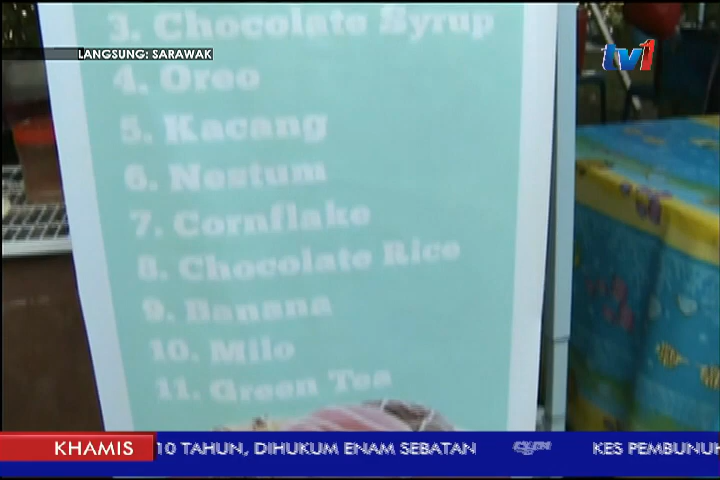 3. Chocolate Syrup
LANGSUNG: SARAWAK
tv1
4. Oreo
5. Kacang
6. Nestum
7. Cornflake
8. Chocolate Rice
9. Banana
10. Milo
11. Green Tea
KHAMIS
10 TAHUN, DIHUKUM ENAM SEBATAN
KES PEMBUNUH